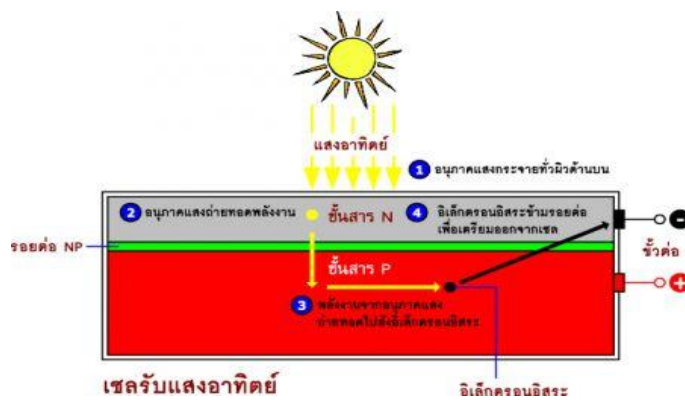 แสงอาทิตย์
1 อนุภาคแสงกระจายทั่วผิวด้านบน
2 อนุภาคแสงถ่ายทอดพลังงาน
ชั้นสาร N
4 อิเล็กตรอนอิสระข้ามรอยต่อ
เพื่อเตรียมออกจากเซล
-
รอยต่อ NP
ขั้วต่อ
ชั้นสาร P
+
3 พลังงานจากอนุภาคแสง
ถ่ายทอดไปยังอิเล็กตรอนอิสระ
เซลรับแสงอาทิตย์
อิเล็กตรอนอิสระ